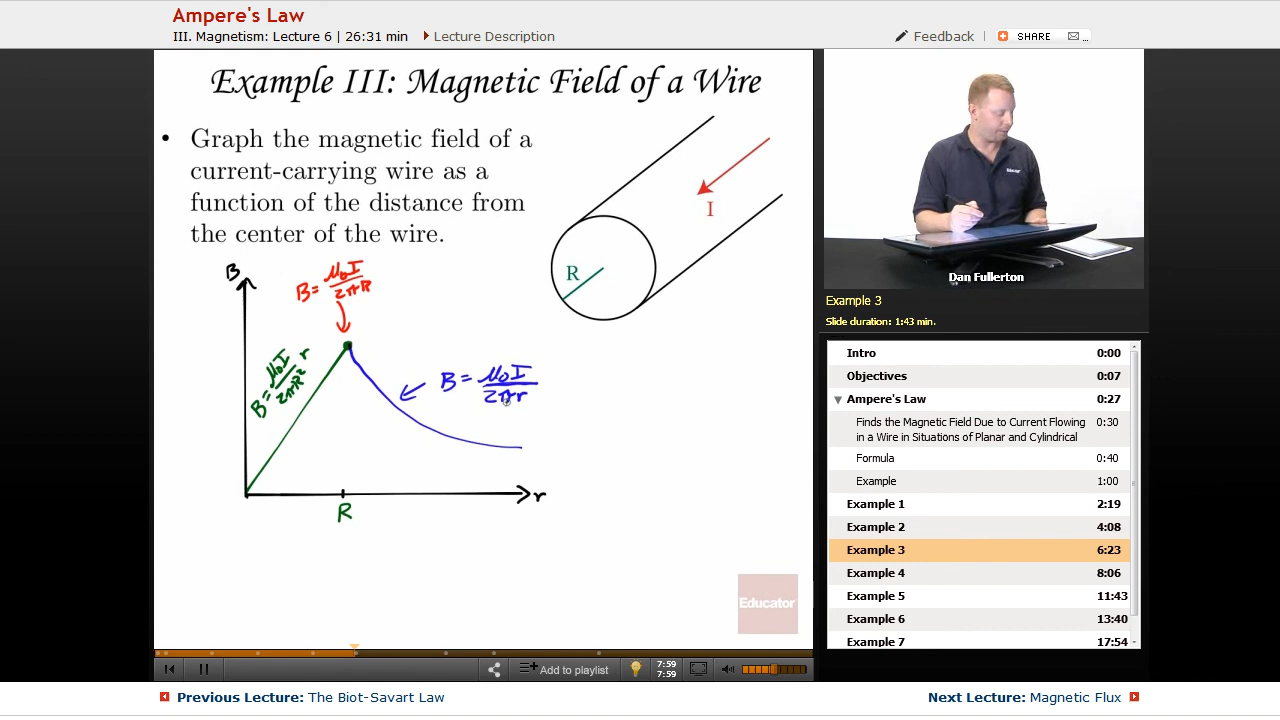 Ampere's Law
III. Magnetism: Lecture 6 | 26:31 min
Lecture Description
Feedback
SHARE
Example III: Magnetic Field of a Wire
• Graph the magnetic field of a
current-carrying wire as a
function of the distance from
the center of the wire.
I
R
B
B = μ₀I / 2πR
B = μ₀I / 2πR² r
B = μ₀I / 2πr
r
R
Educator
Dan Fullerton
Example 3
Slide duration: 1:43 min.
Intro 0:00
Objectives 0:07
Ampere's Law 0:27
Finds the Magnetic Field Due to Current Flowing 0:30
in a Wire in Situations of Planar and Cylindrical
Formula 0:40
Example 1:00
Example 1 2:19
Example 2 4:08
Example 3 6:23
Example 4 8:06
Example 5 11:43
Example 6 13:40
Example 7 17:54
Add to playlist
7:59
7:59
Previous Lecture: The Biot-Savart Law
Next Lecture: Magnetic Flux